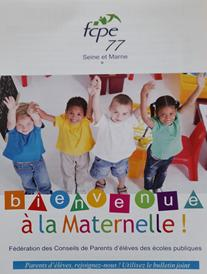 fcpe
77
Seine et Marne
bienvenue
à la Maternelle !
Fédération des Conseils de Parents d'élèves des écoles publiques
Parents d'élèves, rejoignez-nous ! Utilisez le bulletin joint